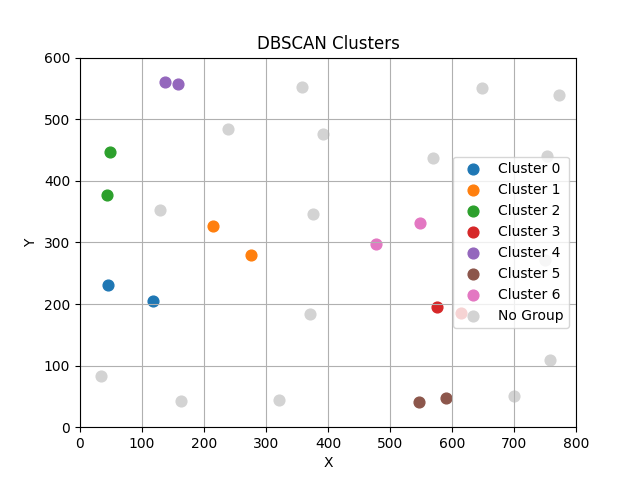 DBSCAN Clusters
600
500
400
300
200
100
0
Y
Cluster 0
Cluster 1
Cluster 2
Cluster 3
Cluster 4
Cluster 5
Cluster 6
No Group
0 100 200 300 400 500 600 700 800
X